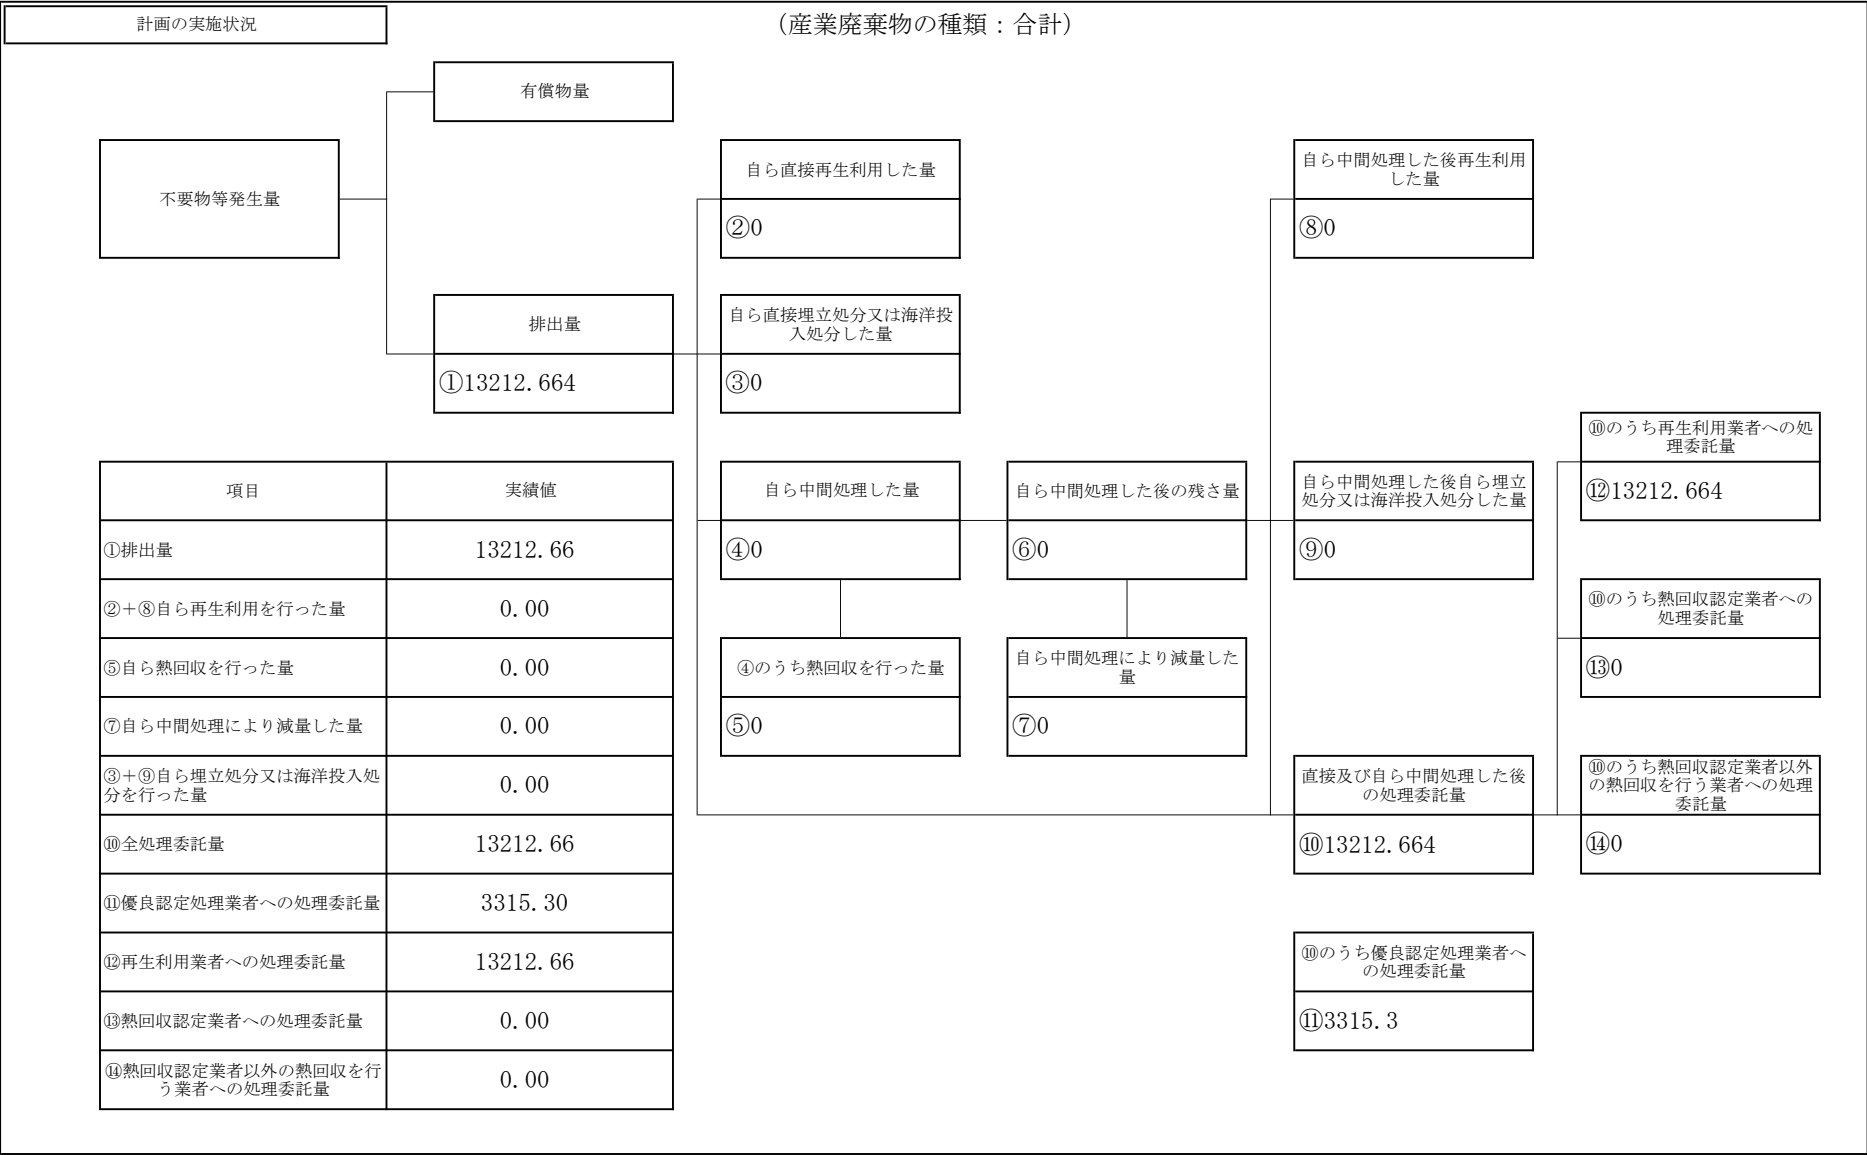 計画の実施状況
（産業廃棄物の種類：合計）
有償物量
不要物等発生量
排出量
①13212.664
自ら直接再生利用した量
②0
自ら直接埋立処分又は海洋投
入処分した量
③0
自ら中間処理した量
④0
④のうち熱回収を行った量
⑤0
自ら中間処理した後の残さ量
⑥0
自ら中間処理により減量した
量
⑦0
自ら中間処理した後再生利用
した量
⑧0
自ら中間処理した後自ら埋立
処分又は海洋投入処分した量
⑨0
直接及び自ら中間処理した後
の処理委託量
⑩13212.664
⑩のうち優良認定処理業者へ
の処理委託量
⑪3315.3
⑩のうち再生利用業者への処
理委託量
⑫13212.664
⑩のうち熱回収認定業者への
処理委託量
⑬0
⑩のうち熱回収認定業者以外
の熱回収を行う業者への処理
委託量
⑭0
項目 実績値
①排出量 13212.66
②＋⑧自ら再生利用を行った量 0.00
⑤自ら熱回収を行った量 0.00
⑦自ら中間処理により減量した量 0.00
③＋⑨自ら埋立処分又は海洋投入処
分を行った量 0.00
⑩全処理委託量 13212.66
⑪優良認定処理業者への処理委託量 3315.30
⑫再生利用業者への処理委託量 13212.66
⑬熱回収認定業者への処理委託量 0.00
⑭熱回収認定業者以外の熱回収を行
う業者への処理委託量 0.00